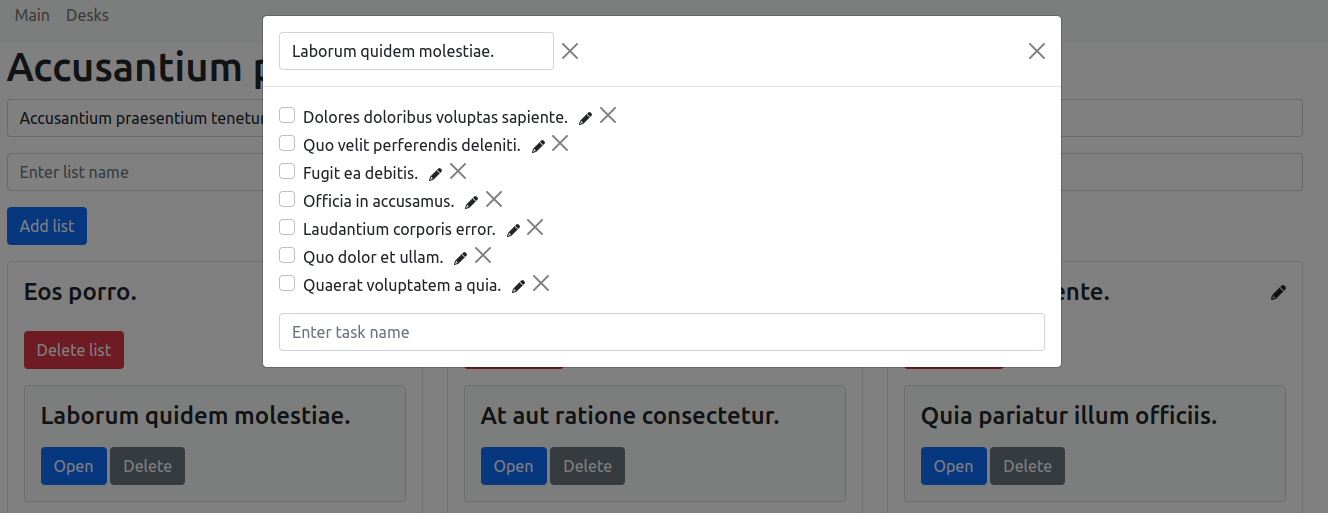 Main Desks
Accusantium
Accusantium praesentium tenetur
Enter list name
Add list
Laborum quidem molestiae.
Dolores doloribus voluptas sapiente.
Quo velit perferendis deleniti.
Fugit ea debitis.
Officia in accusamus.
Laudantium corporis error.
Quo dolor et ullam.
Quaerat voluptatem a quia.
Enter task name
Eos porro.
Delete list
Laborum quidem molestiae.
Open Delete
At aut ratione consectetur.
Open Delete
Quia pariatur illum officiis.
Open Delete